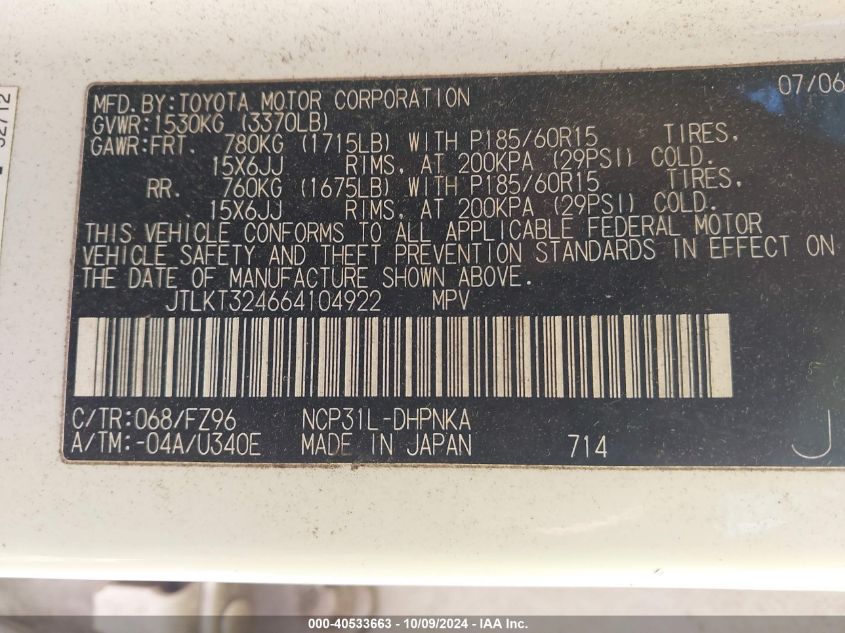 07/06
MFD. BY: TOYOTA MOTOR CORPORATION
GVWR: 1530KG (3370LB)
GAWR: FRT. 780KG (1715LB) WITH P185/60R15 TIRES,
15X6JJ RIMS, AT 200KPA (29PSI) COLD.
RR. 760KG (1675LB) WITH P185/60R15 TIRES,
15X6JJ RIMS, AT 200KPA (29PSI) COLD.
THIS VEHICLE CONFORMS TO ALL APPLICABLE FEDERAL MOTOR
VEHICLE SAFETY AND THEFT PREVENTION STANDARDS IN EFFECT ON
THE DATE OF MANUFACTURE SHOWN ABOVE.
JTLKT324664104922 MPV
C/TR: 068/FZ96 NCP31L-DHPNKA
A/TM: -04A/U340E MADE IN JAPAN 714 J
000-40533663 - 10/09/2024 - IAA Inc.